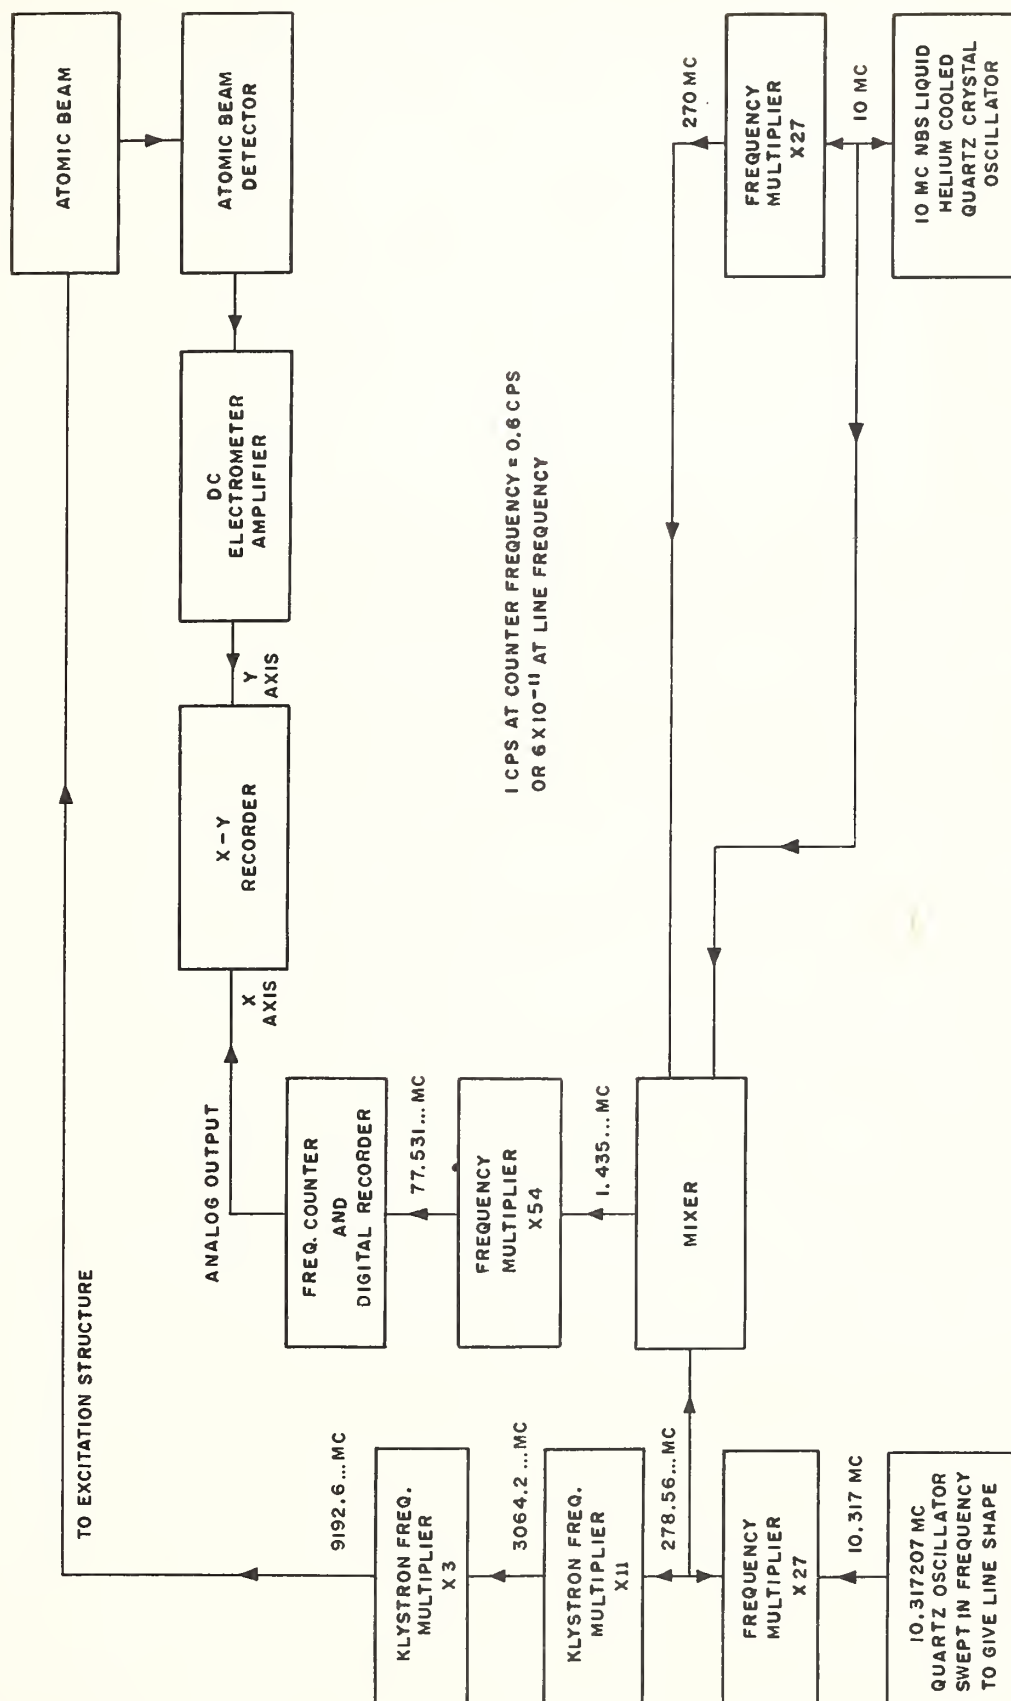 TO EXCITATION STRUCTURE
ATOMIC BEAM
ATOMIC BEAM
DETECTOR
DC
ELECTROMETER
AMPLIFIER
Y
AXIS
X-Y
RECORDER
X
AXIS
ANALOG OUTPUT
FREQ. COUNTER
AND
DIGITAL RECORDER
77.531...MC
FREQUENCY
MULTIPLIER
X54
1.435...MC
MIXER
9192.6...MC
KLYSTRON FREQ.
MULTIPLIER
X3
3064.2...MC
KLYSTRON FREQ.
MULTIPLIER
X11
278.56...MC
FREQUENCY
MULTIPLIER
X27
10.317 MC
10.317207 MC
QUARTZ OSCILLATOR
SWEPT IN FREQUENCY
TO GIVE LINE SHAPE
1 CPS AT COUNTER FREQUENCY = 0.6 CPS
OR 6X10⁻¹¹ AT LINE FREQUENCY
270 MC
FREQUENCY
MULTIPLIER
X27
10 MC
10 MC NBS LIQUID
HELIUM COOLED
QUARTZ CRYSTAL
OSCILLATOR